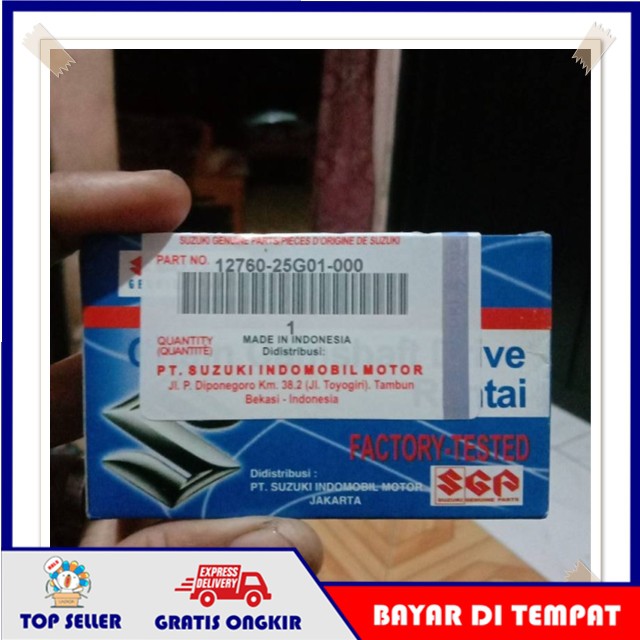 SUZUKI GENUINE PARTS/PIECES D'ORIGINE DE SUZUKI
PART NO. 12760-25G01-000
1
QUANTITY
(QUANTITÉ)
MADE IN INDONESIA
Didistribusi:
PT. SUZUKI INDOMOBIL MOTOR
Jl. P. Diponegoro Km. 38.2 (Jl. Toyogiri). Tambun
Bekasi - Indonesia
FACTORY-TESTED
Didistribusi :
PT. SUZUKI INDOMOBIL MOTOR
JAKARTA
SGP
SUZUKI GENUINE PARTS
TOP SELLER
EXPRESS
DELIVERY
GRATIS ONGKIR
BAYAR DI TEMPAT